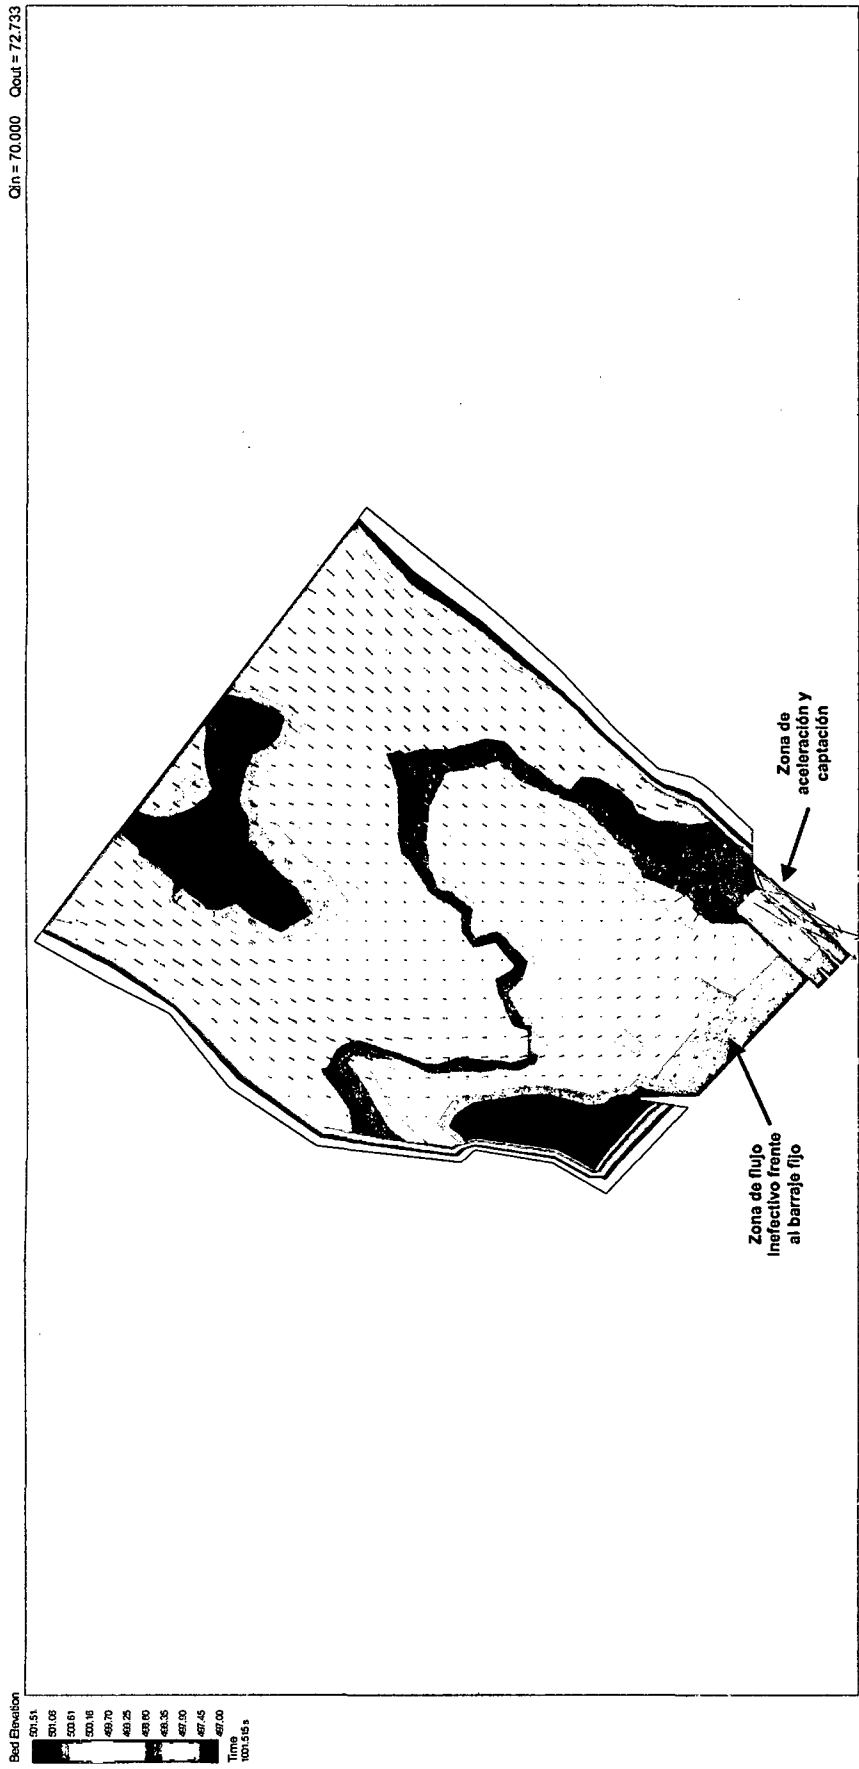 Bed Elevation
501.51
501.06
500.61
500.16
499.70
499.25
498.80
498.35
497.90
497.45
497.00
Time
1001.515 s
Qin = 70.000 Qout = 72.733
Zona de flujo
Inefectivo frente
al barraje fijo
Zona de
aceleración y
captación